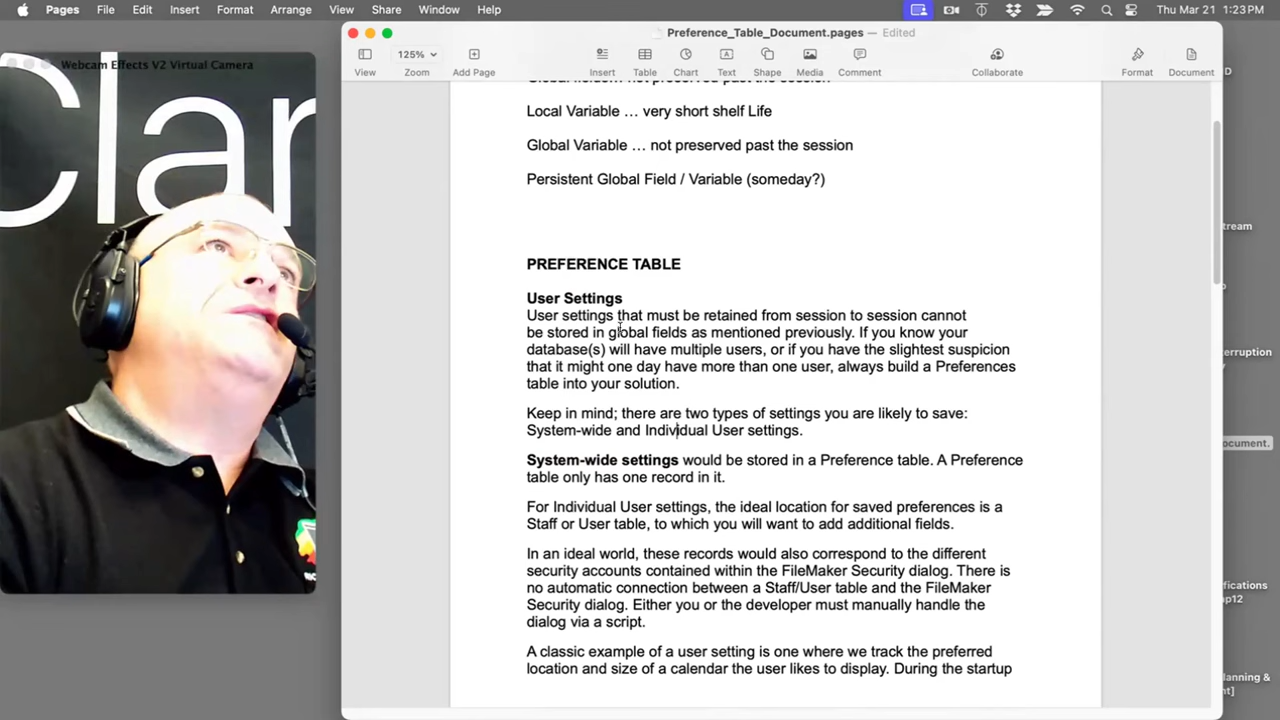 Pages File Edit Insert Format Arrange View Share Window Help Thu Mar 21 1:23 PM
Webcam Effects V2 Virtual Camera
Clar
Preference_Table_Document.pages — Edited
125%
View Zoom Add Page Insert Table Chart Text Shape Media Comment Collaborate Format Document
Local Variable … very short shelf Life
Global Variable … not preserved past the session
Persistent Global Field / Variable (someday?)
PREFERENCE TABLE
User Settings
User settings that must be retained from session to session cannot
be stored in global fields as mentioned previously. If you know your
database(s) will have multiple users, or if you have the slightest suspicion
that it might one day have more than one user, always build a Preferences
table into your solution.
Keep in mind; there are two types of settings you are likely to save:
System-wide and Individual User settings.
System-wide settings would be stored in a Preference table. A Preference
table only has one record in it.
For Individual User settings, the ideal location for saved preferences is a
Staff or User table, to which you will want to add additional fields.
In an ideal world, these records would also correspond to the different
security accounts contained within the FileMaker Security dialog. There is
no automatic connection between a Staff/User table and the FileMaker
Security dialog. Either you or the developer must manually handle the
dialog via a script.
A classic example of a user setting is one where we track the preferred
location and size of a calendar the user likes to display. During the startup
D
tream
terruption
ocument.
fications
op12
lanning &
nt]